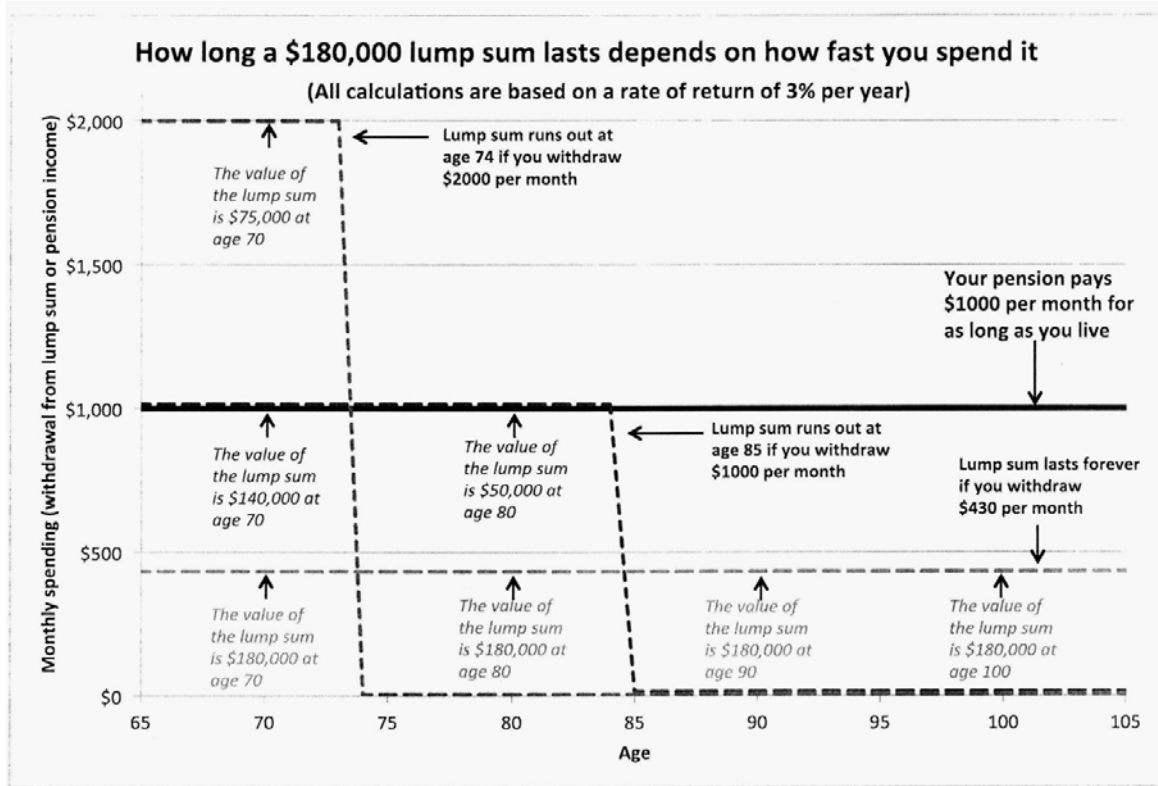 How long a $180,000 lump sum lasts depends on how fast you spend it
(All calculations are based on a rate of return of 3% per year)
Monthly spending (withdrawal from lump sum or pension income)
$2,000
$1,500
$1,000
$500
$0
The value of
the lump sum
is $75,000 at
age 70
Lump sum runs out at
age 74 if you withdraw
$2000 per month
Your pension pays
$1000 per month for
as long as you live
The value of
the lump sum
is $140,000 at
age 70
The value of
the lump sum
is $50,000 at
age 80
Lump sum runs out at
age 85 if you withdraw
$1000 per month
Lump sum lasts forever
if you withdraw
$430 per month
The value of
the lump sum
is $180,000 at
age 70
The value of
the lump sum
is $180,000 at
age 80
The value of
the lump sum
is $180,000 at
age 90
The value of
the lump sum
is $180,000 at
age 100
65 70 75 80 85 90 95 100 105
Age